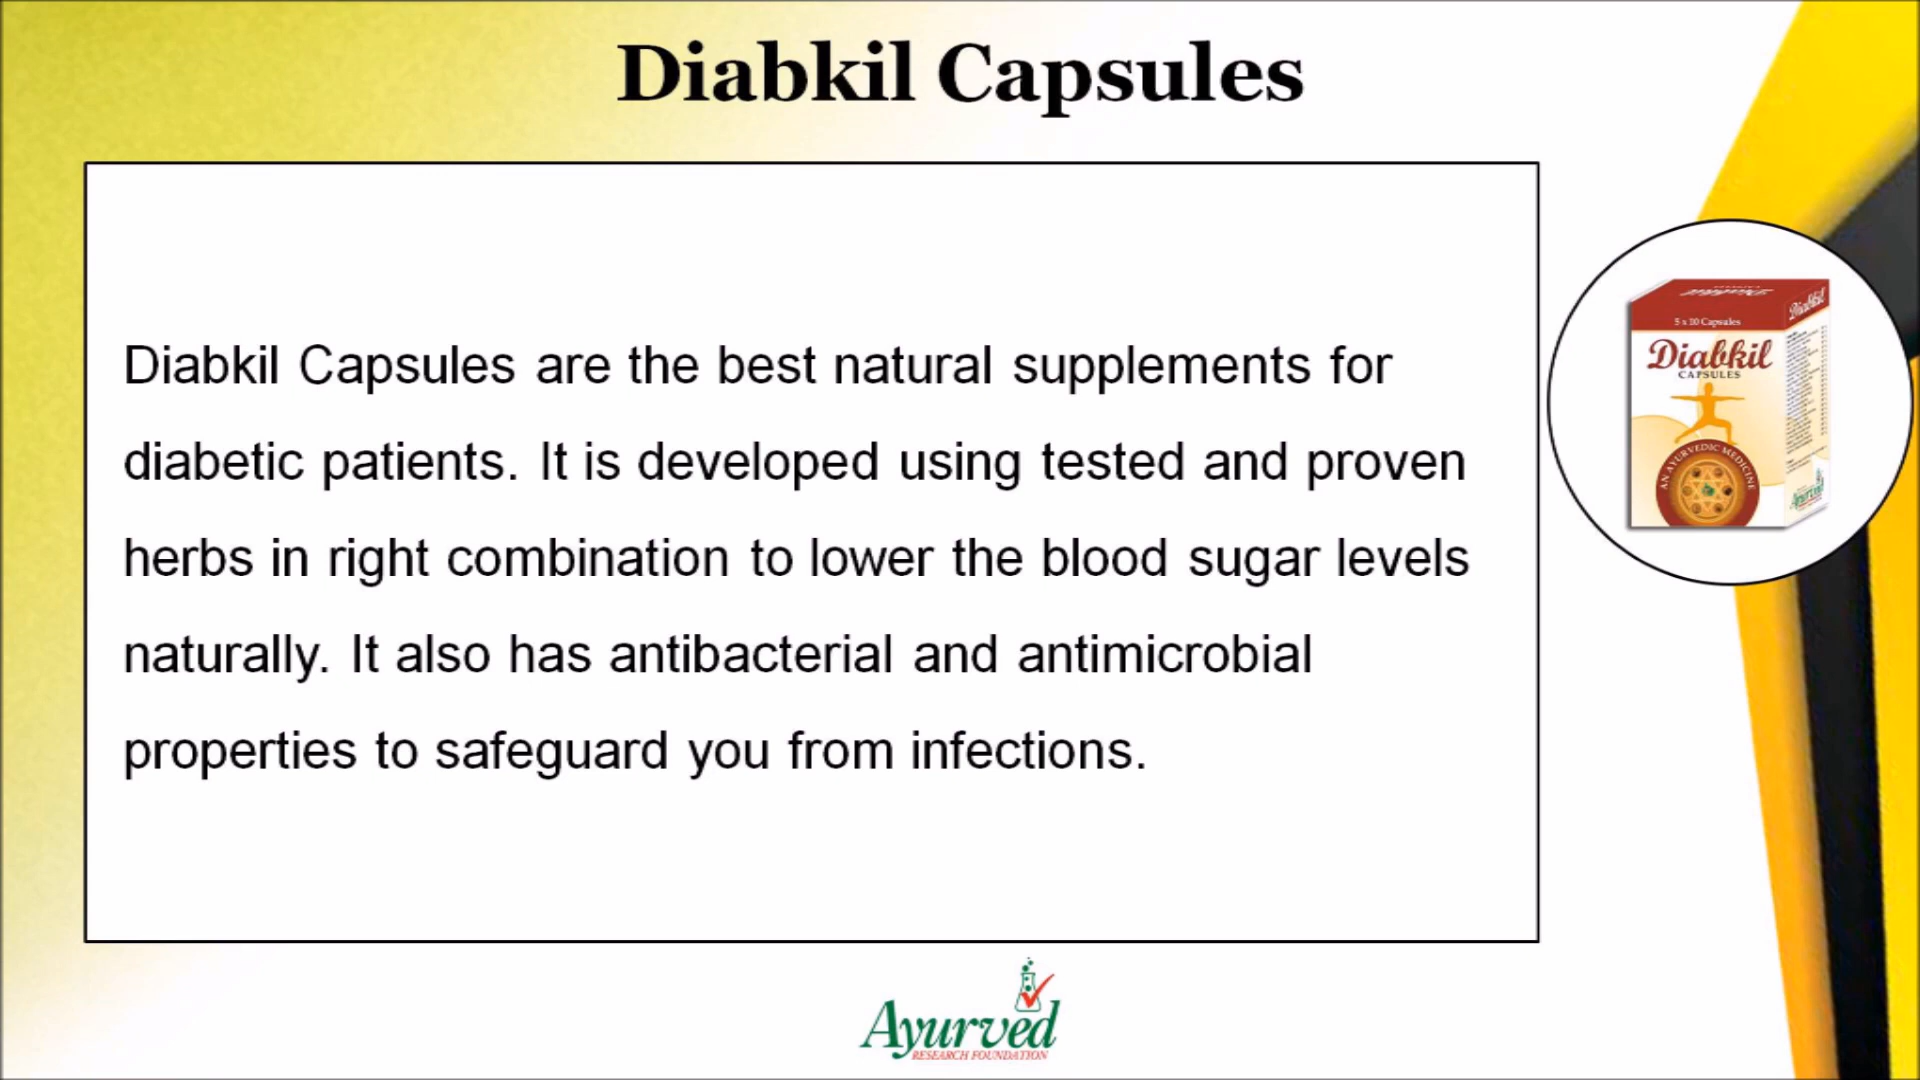 Diabkil Capsules
Diabkil Capsules are the best natural supplements for
diabetic patients. It is developed using tested and proven
herbs in right combination to lower the blood sugar levels
naturally. It also has antibacterial and antimicrobial
properties to safeguard you from infections.
5 x 10 Capsules
Diabkil
Diabkil
CAPSULES
AN AYURVEDIC MEDICINE
Ayurved
Ayurved
RESEARCH FOUNDATION